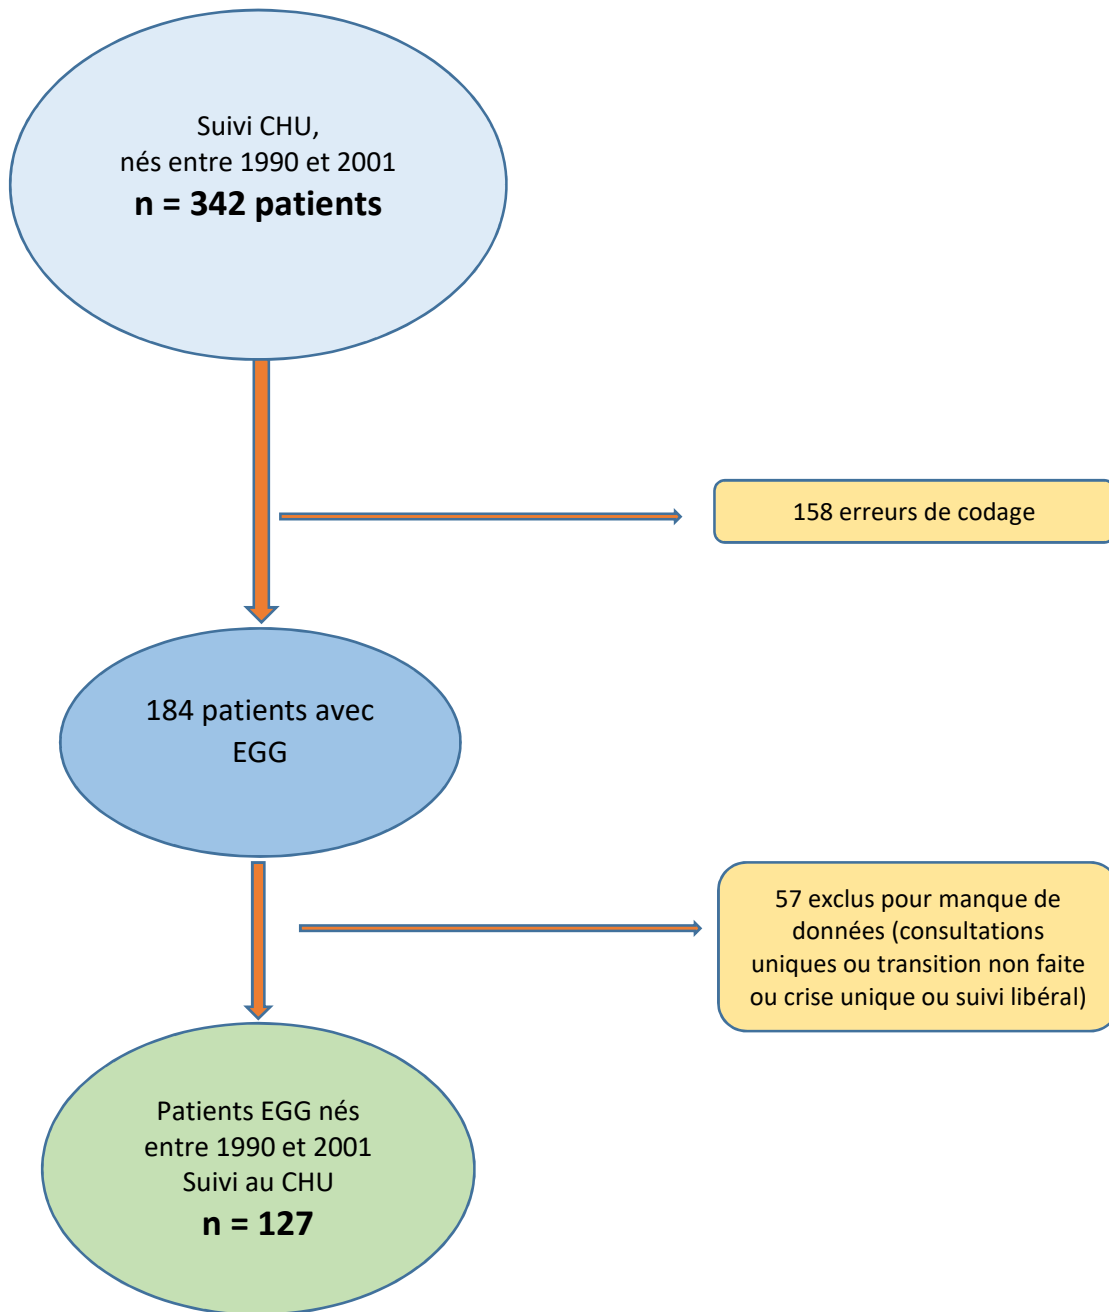 Suivi CHU,
nés entre 1990 et 2001
n = 342 patients
158 erreurs de codage
184 patients avec
EGG
57 exclus pour manque de
données (consultations
uniques ou transition non faite
ou crise unique ou suivi libéral)
Patients EGG nés
entre 1990 et 2001
Suivi au CHU
n = 127